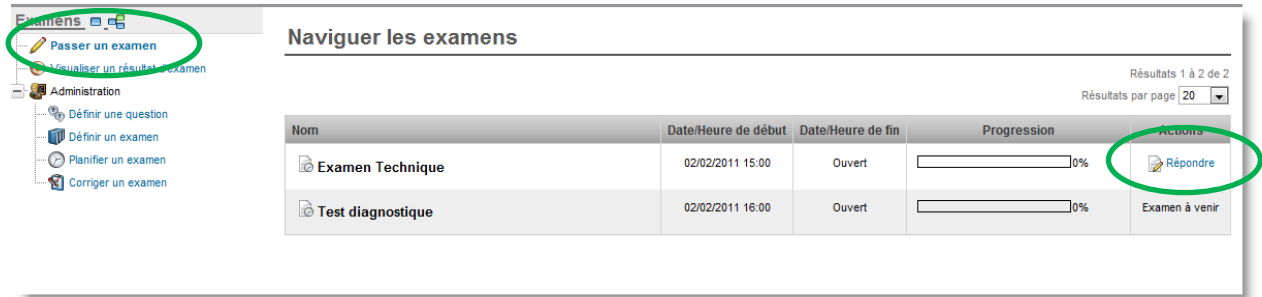 Examens
Passer un examen
Visualiser un résultat d'examen
Administration
Définir une question
Définir un examen
Planifier un examen
Corriger un examen
Naviguer les examens
Résultats 1 à 2 de 2
Résultats par page 20
Nom Date/Heure de début Date/Heure de fin Progression Actions
Examen Technique 02/02/2011 15:00 Ouvert 0% Répondre
Test diagnostique 02/02/2011 16:00 Ouvert 0% Examen à venir